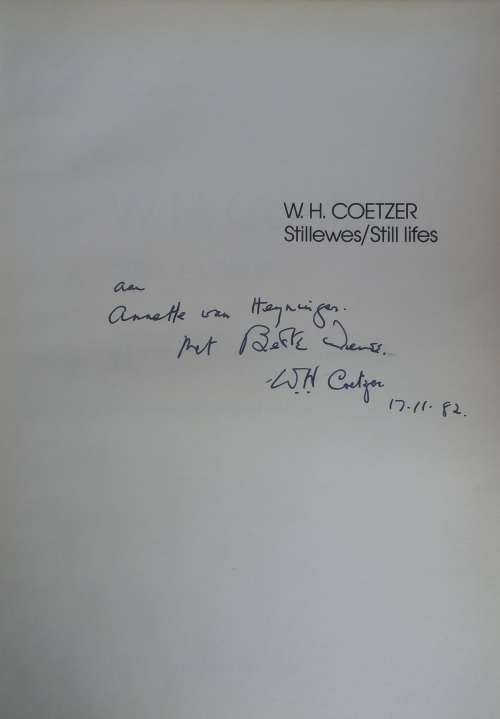 W. H. COETZER
Stillewes/Still lifes
aan
Annette van Heyningen.
Met Beste Wense.
W.H. Coetzer
17.11.82.